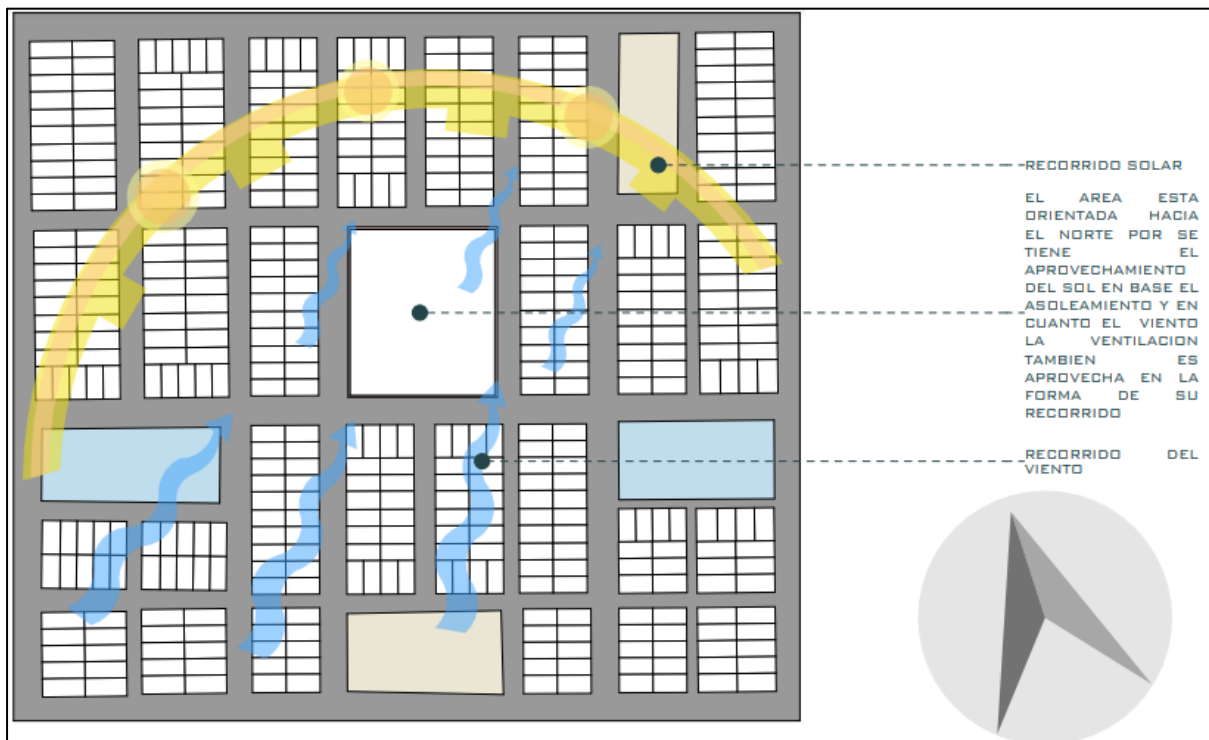 RECORRIDO SOLAR
EL AREA ESTA
ORIENTADA HACIA
EL NORTE POR SE
TIENE EL
APROVECHAMIENTO
DEL SOL EN BASE EL
ASOLEAMIENTO Y EN
CUANTO EL VIENTO
LA VENTILACION
TAMBIEN ES
APROVECHA EN LA
FORMA DE SU
RECORRIDO
RECORRIDO DEL
VIENTO